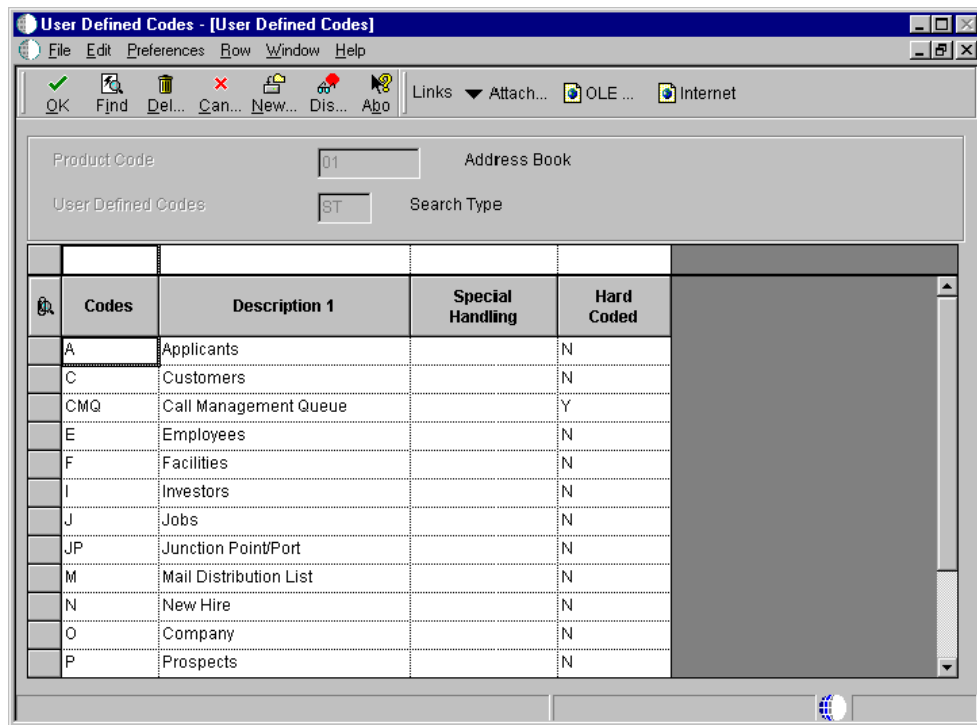 User Defined Codes - [User Defined Codes]
File Edit Preferences Row Window Help
OK Find Del... Can... New... Dis... Abo Links Attach... OLE ... Internet
Product Code 01 Address Book
User Defined Codes ST Search Type
Codes Description 1 Special Handling Hard Coded
A Applicants N
C Customers N
CMQ Call Management Queue Y
E Employees N
F Facilities N
I Investors N
J Jobs N
JP Junction Point/Port N
M Mail Distribution List N
N New Hire N
O Company N
P Prospects N